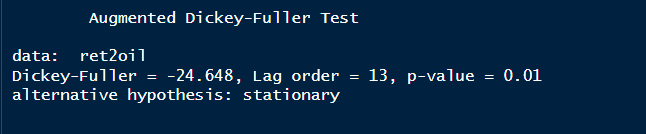 Augmented Dickey-Fuller Test
data:  ret2oil
Dickey-Fuller = -24.648, Lag order = 13, p-value = 0.01
alternative hypothesis: stationary